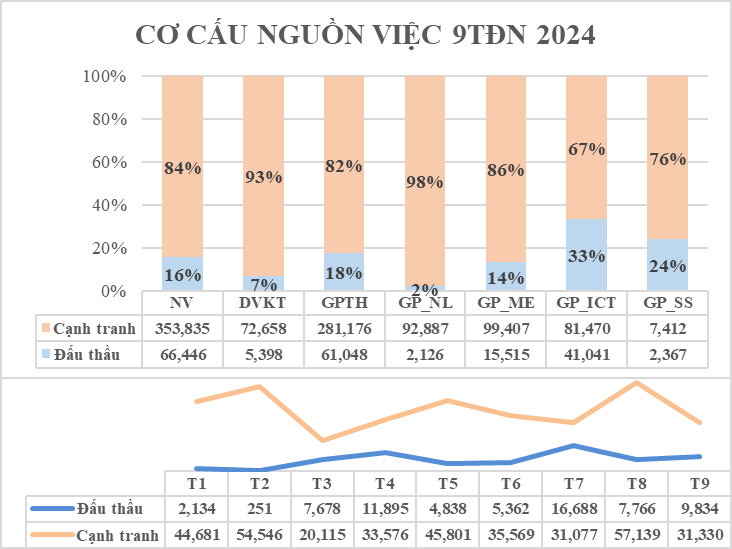 CƠ CẤU NGUỒN VIỆC 9TĐN 2024
100%
80%
60%
40%
20%
0%
84% 93% 82% 98% 86% 67% 76%
16% 7% 18% 2% 14% 33% 24%
NV DVKT GPTH GP_NL GP_ME GP_ICT GP_SS
Cạnh tranh 353,835 72,658 281,176 92,887 99,407 81,470 7,412
Đấu thầu 66,446 5,398 61,048 2,126 15,515 41,041 2,367
T1 T2 T3 T4 T5 T6 T7 T8 T9
Đấu thầu 2,134 251 7,678 11,895 4,838 5,362 16,688 7,766 9,834
Cạnh tranh 44,681 54,546 20,115 33,576 45,801 35,569 31,077 57,139 31,330